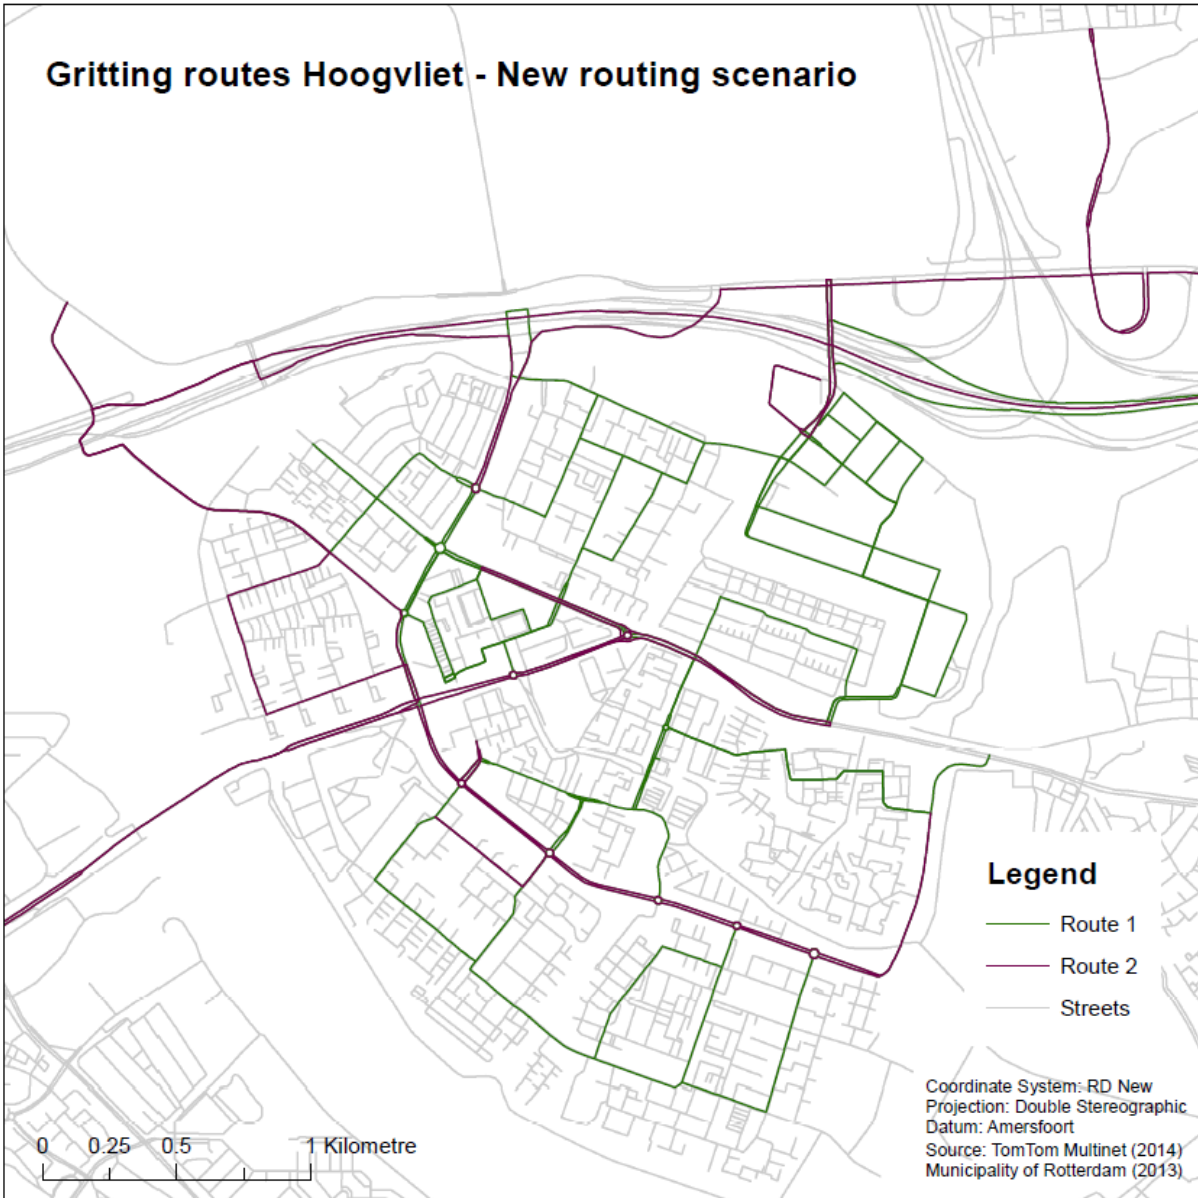 Gritting routes Hoogvliet - New routing scenario
Legend
Route 1
Route 2
Streets
Coordinate System: RD New
Projection: Double Stereographic
Datum: Amersfoort
Source: TomTom Multinet (2014)
Municipality of Rotterdam (2013)
0 0.25 0.5 1 Kilometre